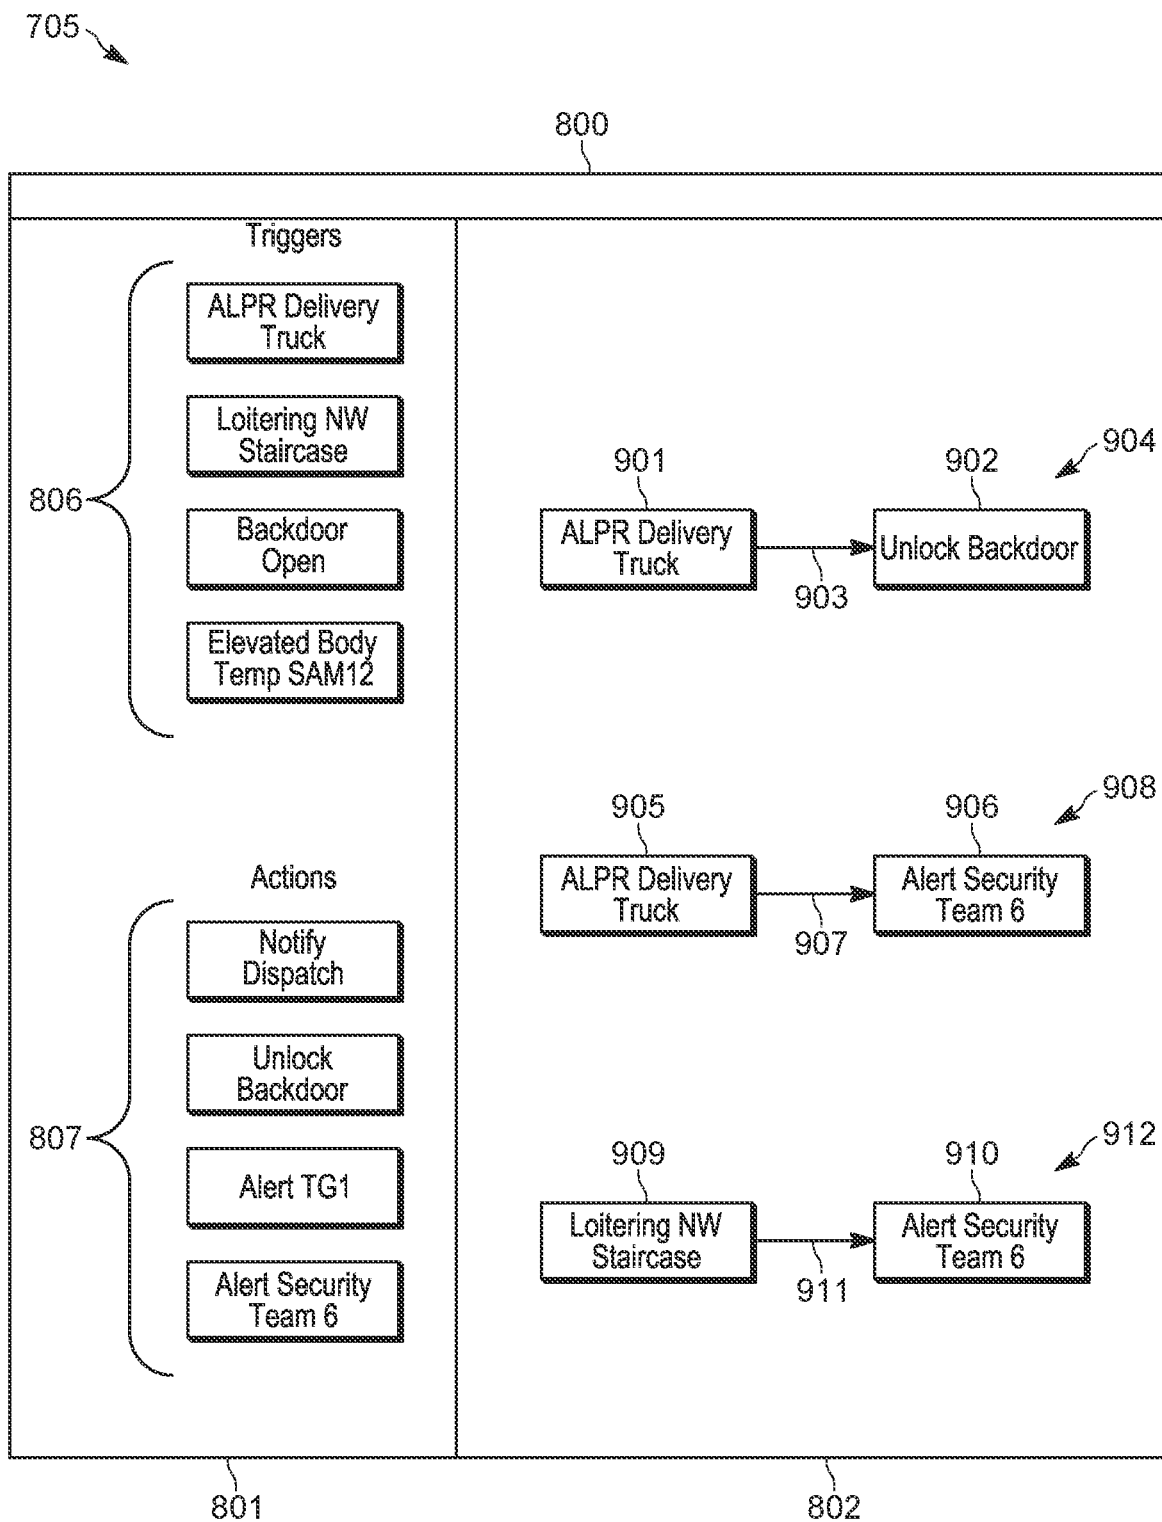 705
800
Triggers
ALPR Delivery
Truck
Loitering NW
Staircase
806
Backdoor
Open
Elevated Body
Temp SAM12
Actions
Notify
Dispatch
Unlock
Backdoor
807
Alert TG1
Alert Security
Team 6
901
902
904
ALPR Delivery
Truck
Unlock Backdoor
903
905
906
908
ALPR Delivery
Truck
Alert Security
Team 6
907
909
910
912
Loitering NW
Staircase
Alert Security
Team 6
911
801
802